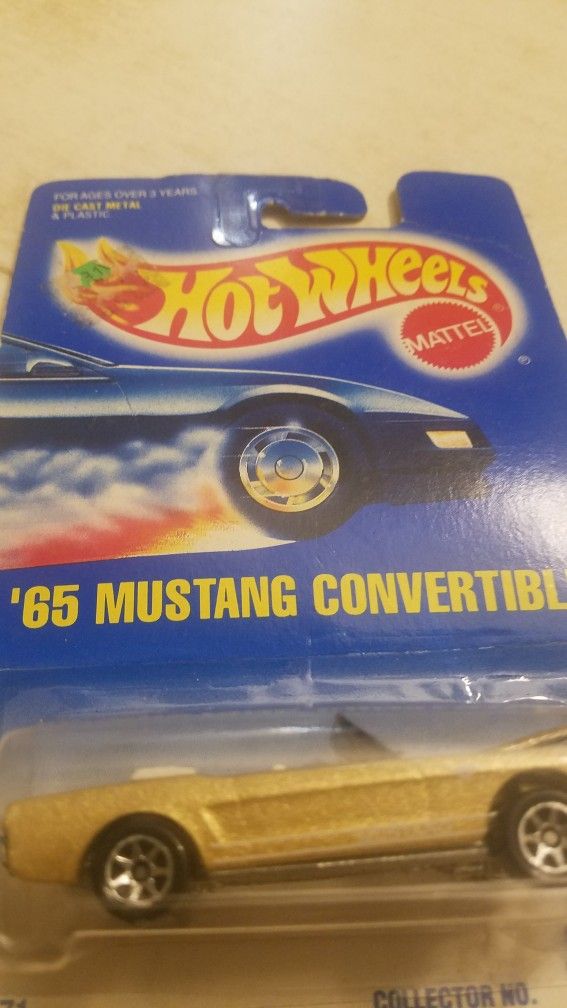 FOR AGES OVER 3 YEARS
DIE CAST METAL
& PLASTIC
HOT WHEELS®
MATTEL
®
'65 MUSTANG CONVERTIBL
COLLECTOR NO.